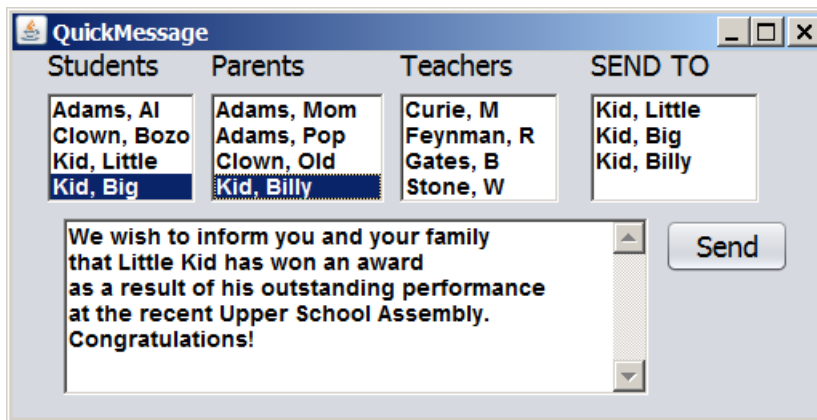 QuickMessage
Students Parents Teachers SEND TO
Adams, Al
Clown, Bozo
Kid, Little
Kid, Big
Adams, Mom
Adams, Pop
Clown, Old
Kid, Billy
Curie, M
Feynman, R
Gates, B
Stone, W
Kid, Little
Kid, Big
Kid, Billy
We wish to inform you and your family
that Little Kid has won an award
as a result of his outstanding performance
at the recent Upper School Assembly.
Congratulations!
Send